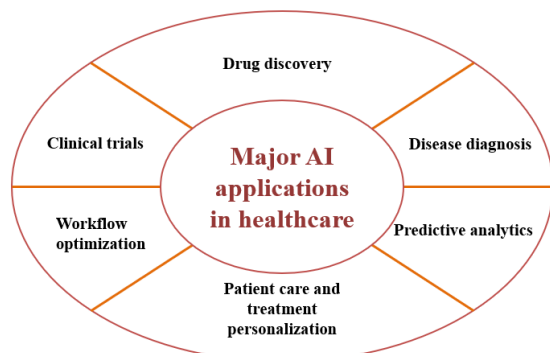 Drug discovery
Clinical trials
Disease diagnosis
Major AI
applications
in healthcare
Workflow
optimization
Predictive analytics
Patient care and
treatment
personalization